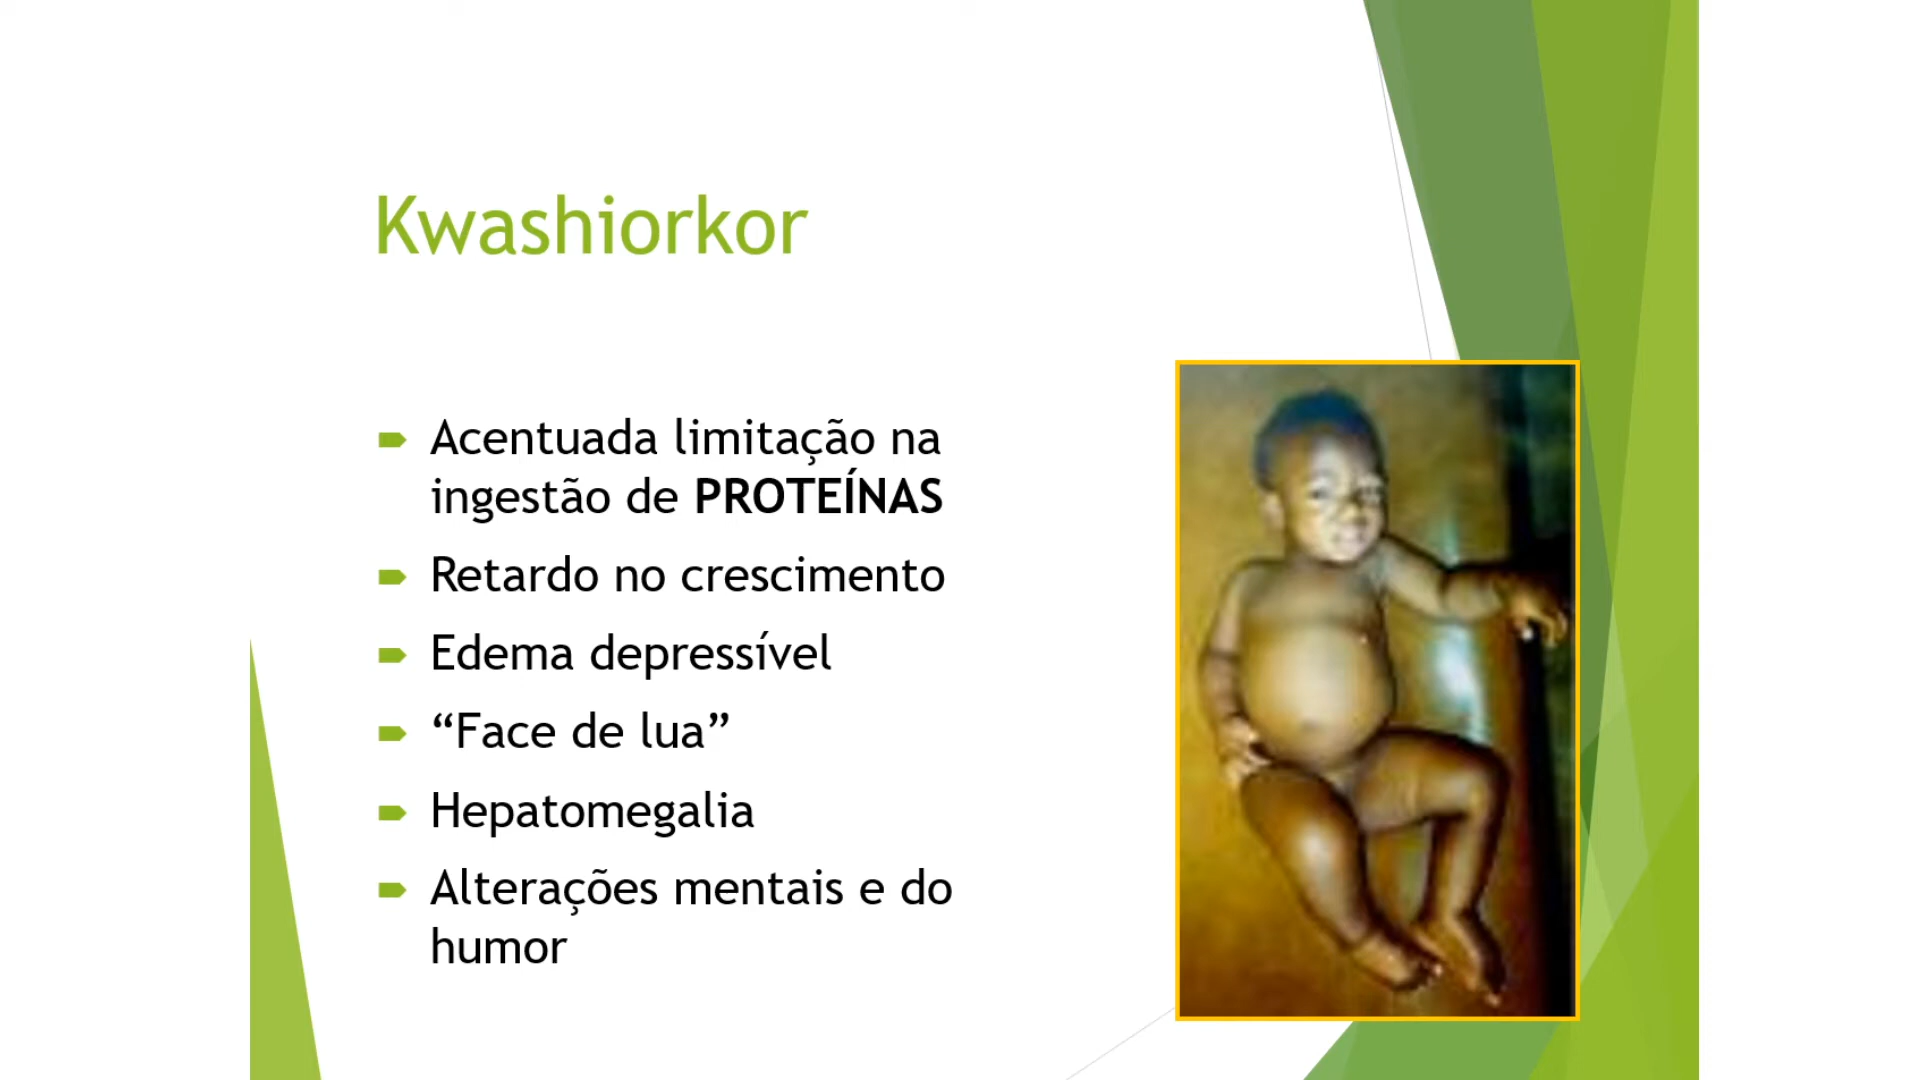 Kwashiorkor
Acentuada limitação na
ingestão de PROTEÍNAS
Retardo no crescimento
Edema depressível
“Face de lua”
Hepatomegalia
Alterações mentais e do
humor